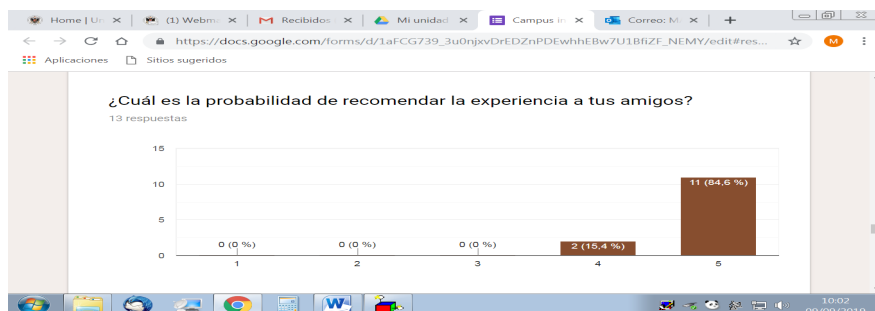 Home | Un
(1) Webma
Recibidos
Mi unidad
Campus in
Correo: M
https://docs.google.com/forms/d/1aFCG739_3u0njxvDrEDZnPDEwhhEBw7U1BfiZF_NEMY/edit#res...
M
Aplicaciones
Sitios sugeridos
¿Cuál es la probabilidad de recomendar la experiencia a tus amigos?
13 respuestas
15
10
5
0
0 (0 %)
0 (0 %)
0 (0 %)
2 (15,4 %)
11 (84,6 %)
1
2
3
4
5
W
10:02